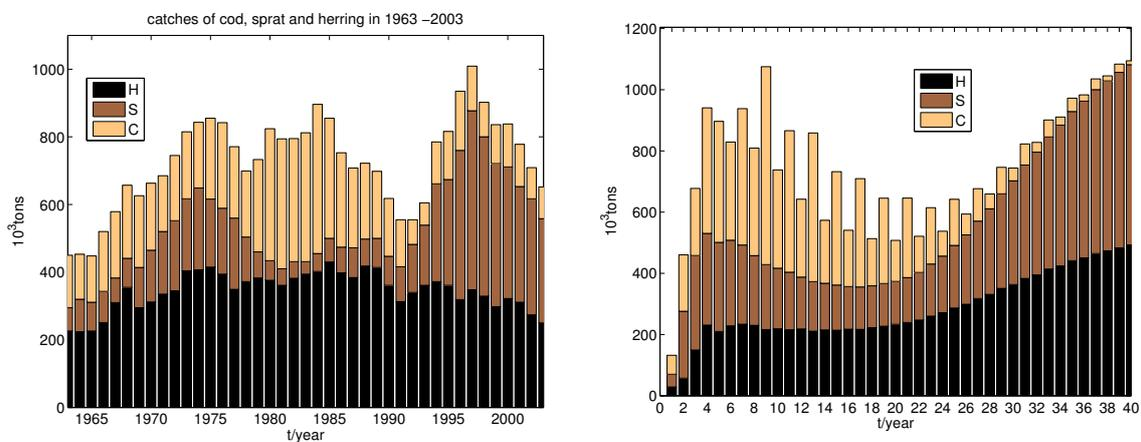 catches of cod, sprat and herring in 1963 −2003
1000
800
600
400
200
0
10³tons
H
S
C
1965 1970 1975 1980 1985 1990 1995 2000
t/year
1200
1000
800
600
400
200
0
10³tons
H
S
C
0 2 4 6 8 10 12 14 16 18 20 22 24 26 28 30 32 34 36 38 40
t/year